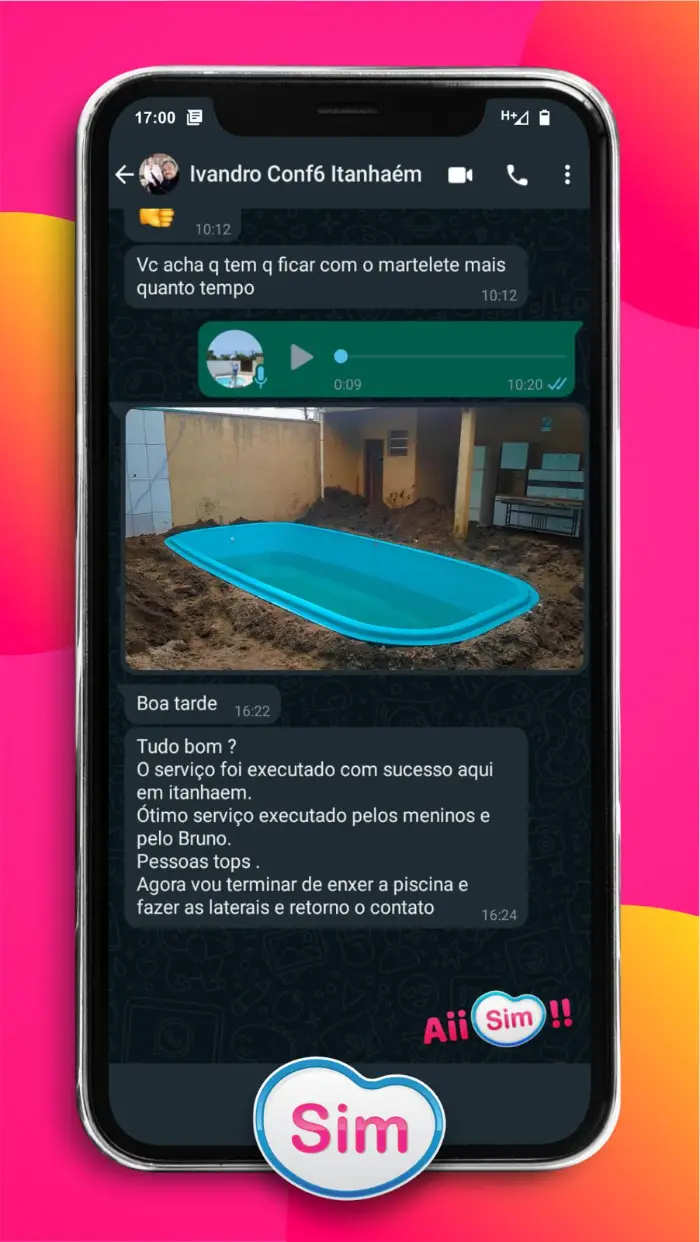 17:00
H+
Ivandro Conf6 Itanhaém
10:12
Vc acha q tem q ficar com o martelete mais
quanto tempo
10:12
0:09
10:20
Boa tarde
16:22
Tudo bom ?
O serviço foi executado com sucesso aqui
em itanhaem.
Ótimo serviço executado pelos meninos e
pelo Bruno.
Pessoas tops .
Agora vou terminar de enxer a piscina e
fazer as laterais e retorno o contato
16:24
Aii Sim !!
Sim